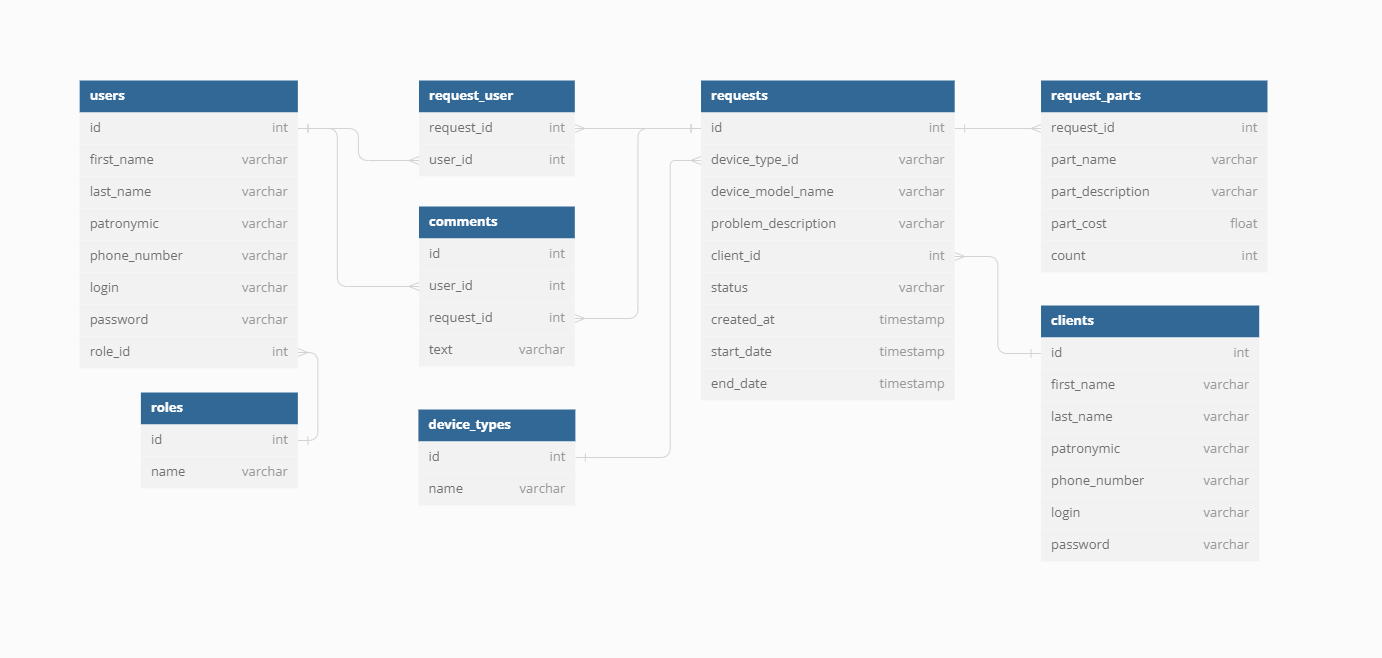 users
id int
first_name varchar
last_name varchar
patronymic varchar
phone_number varchar
login varchar
password varchar
role_id int
roles
id int
name varchar
request_user
request_id int
user_id int
comments
id int
user_id int
request_id int
text varchar
device_types
id int
name varchar
requests
id int
device_type_id varchar
device_model_name varchar
problem_description varchar
client_id int
status varchar
created_at timestamp
start_date timestamp
end_date timestamp
request_parts
request_id int
part_name varchar
part_description varchar
part_cost float
count int
clients
id int
first_name varchar
last_name varchar
patronymic varchar
phone_number varchar
login varchar
password varchar